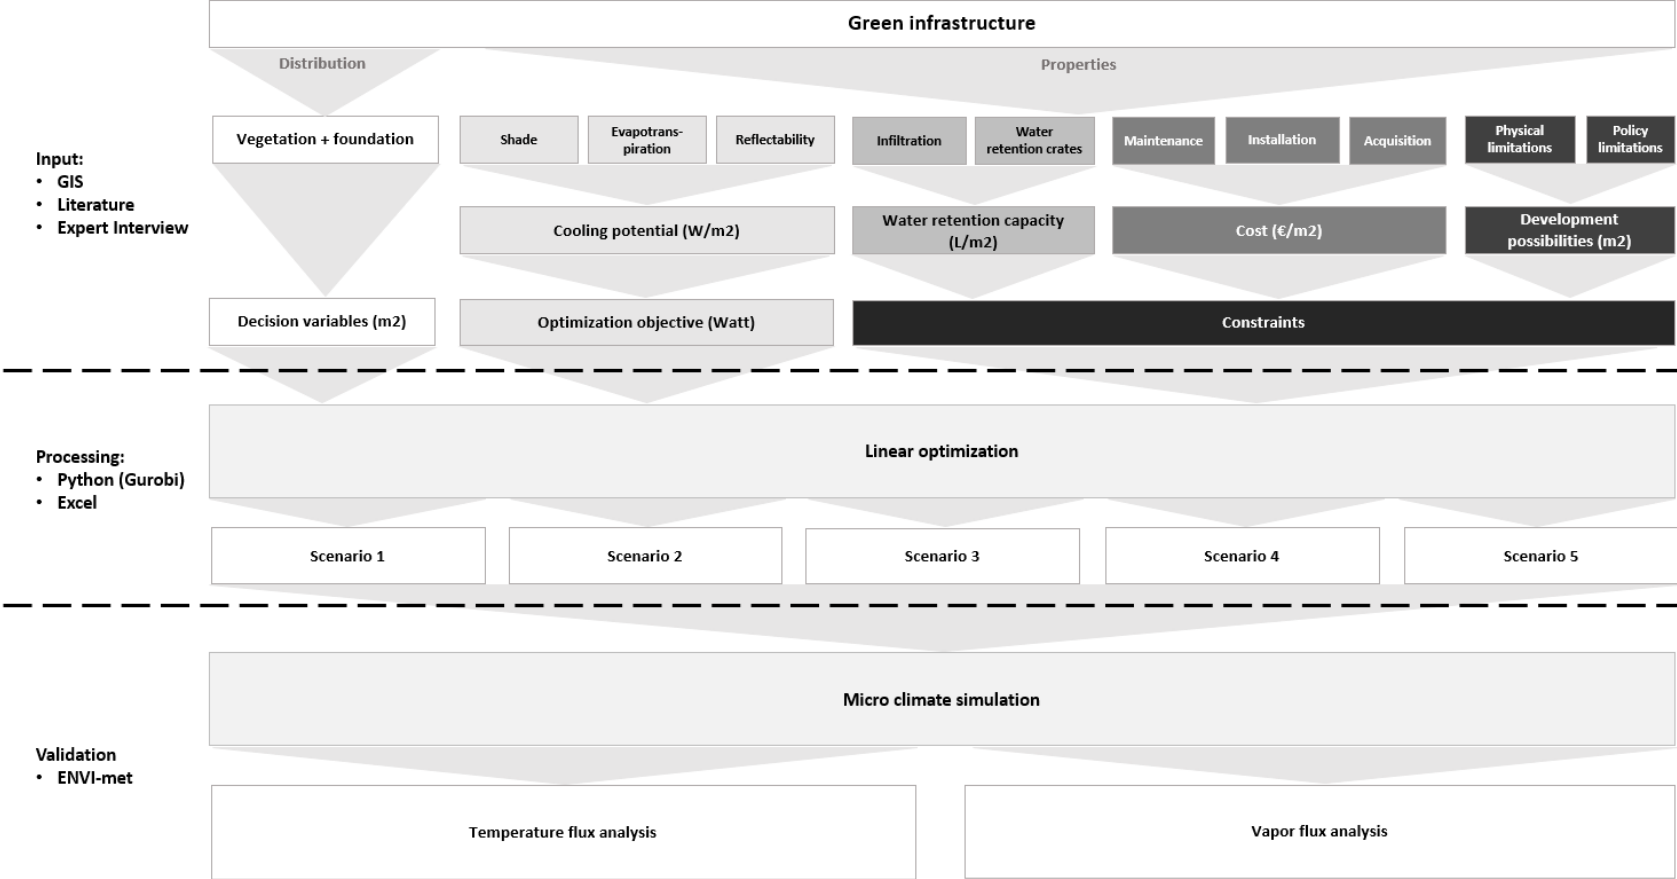 Green infrastructure
Distribution
Properties
Input:
• GIS
• Literature
• Expert Interview
Vegetation + foundation
Shade
Evapotrans-
piration
Reflectability
Infiltration
Water
retention crates
Maintenance
Installation
Acquisition
Physical
limitations
Policy
limitations
Cooling potential (W/m2)
Water retention capacity
(L/m2)
Cost (€/m2)
Development
possibilities (m2)
Decision variables (m2)
Optimization objective (Watt)
Constraints
Processing:
• Python (Gurobi)
• Excel
Linear optimization
Scenario 1
Scenario 2
Scenario 3
Scenario 4
Scenario 5
Validation
• ENVI-met
Micro climate simulation
Temperature flux analysis
Vapor flux analysis